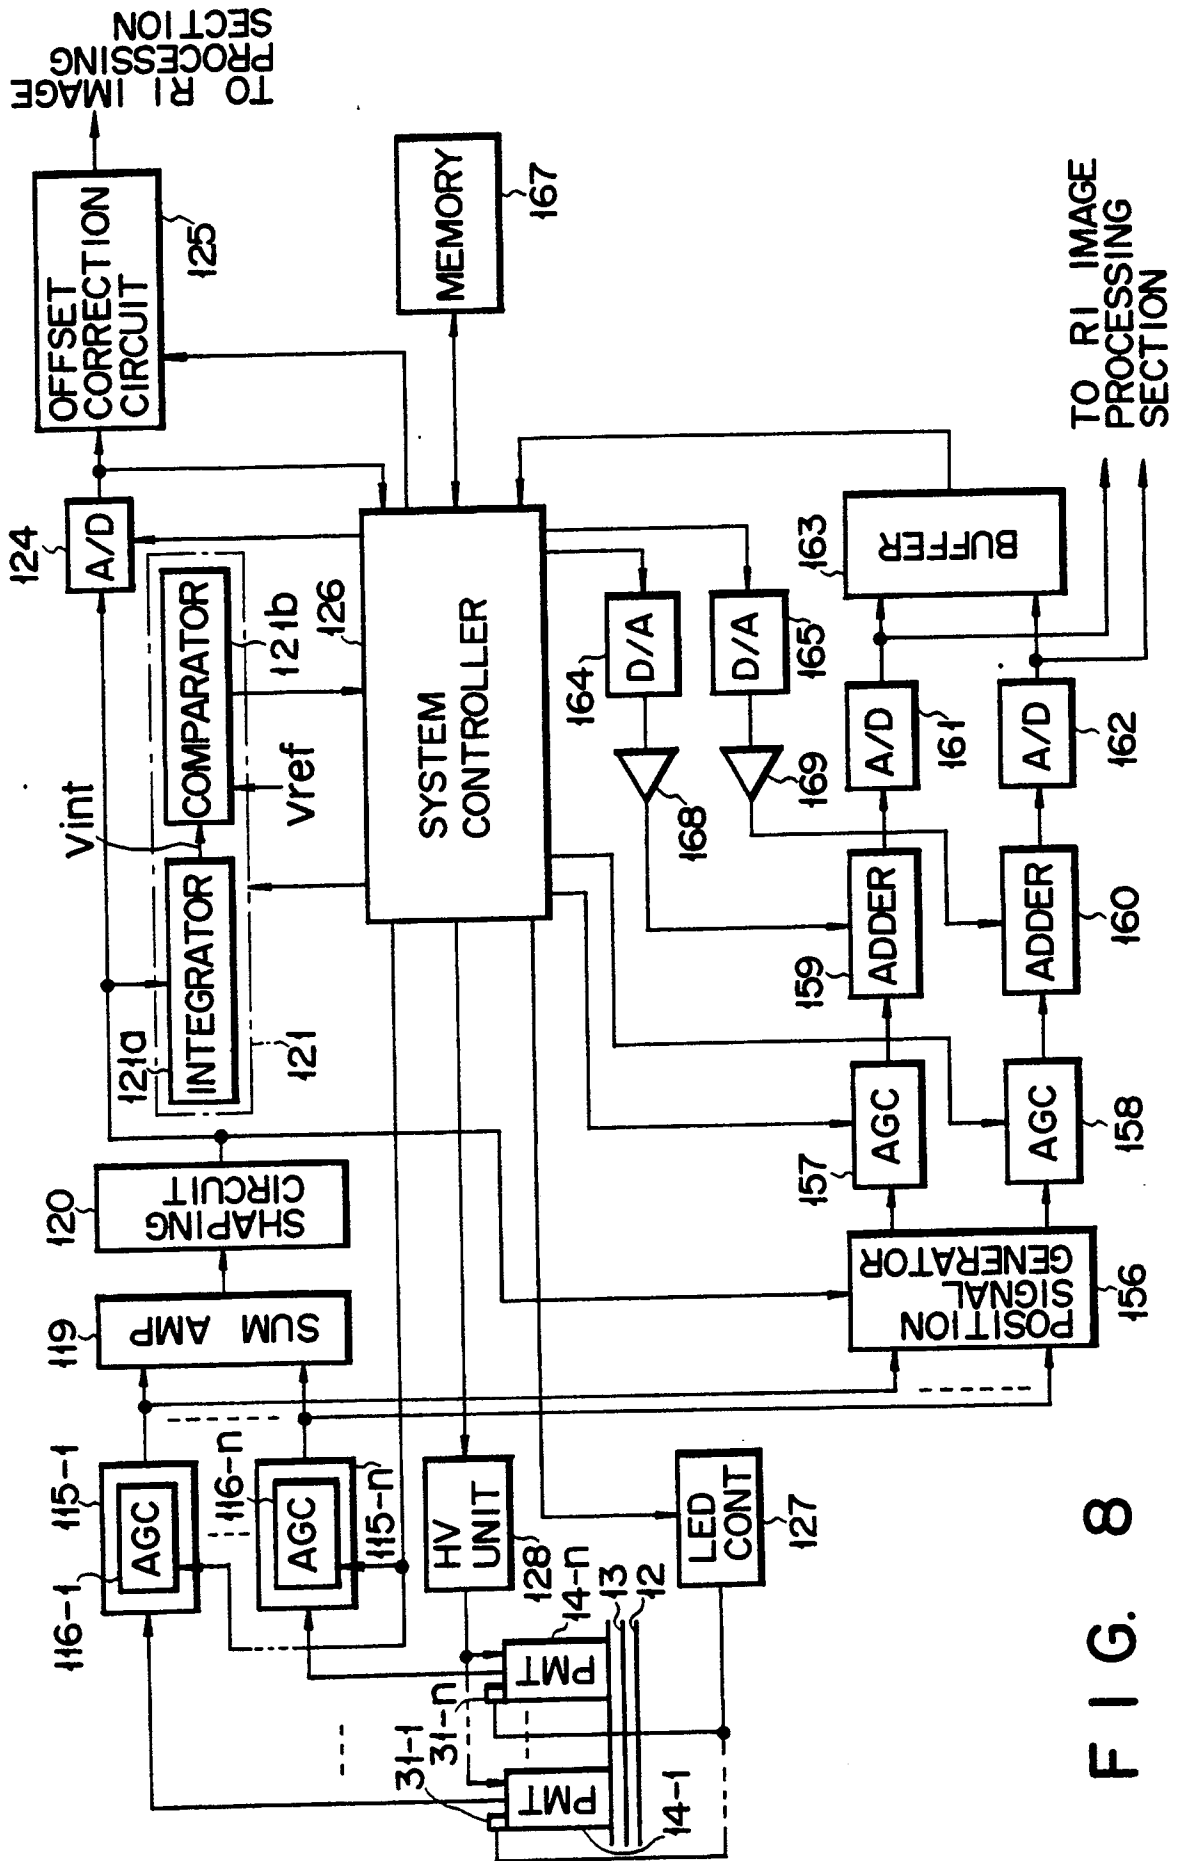 TO RI IMAGE
PROCESSING
SECTION
OFFSET
CORRECTION
CIRCUIT
125
124
A/D
MEMORY
167
Vint
121a
INTEGRATOR
COMPARATOR
121b
121
Vref
126
SYSTEM
CONTROLLER
120
SHAPING
CIRCUIT
119
SUM
AMP
115-1
116-1
AGC
116-n
AGC
115-n
HV
UNIT
128
14-n
PMT
31-n
31-1
PMT
14-1
13
12
LED
CONT
127
164
D/A
D/A
165
168
169
163
BUFFER
A/D
161
A/D
162
159
ADDER
ADDER
160
157
AGC
AGC
158
POSITION
SIGNAL
GENERATOR
156
TO RI IMAGE
PROCESSING
SECTION
FIG. 8